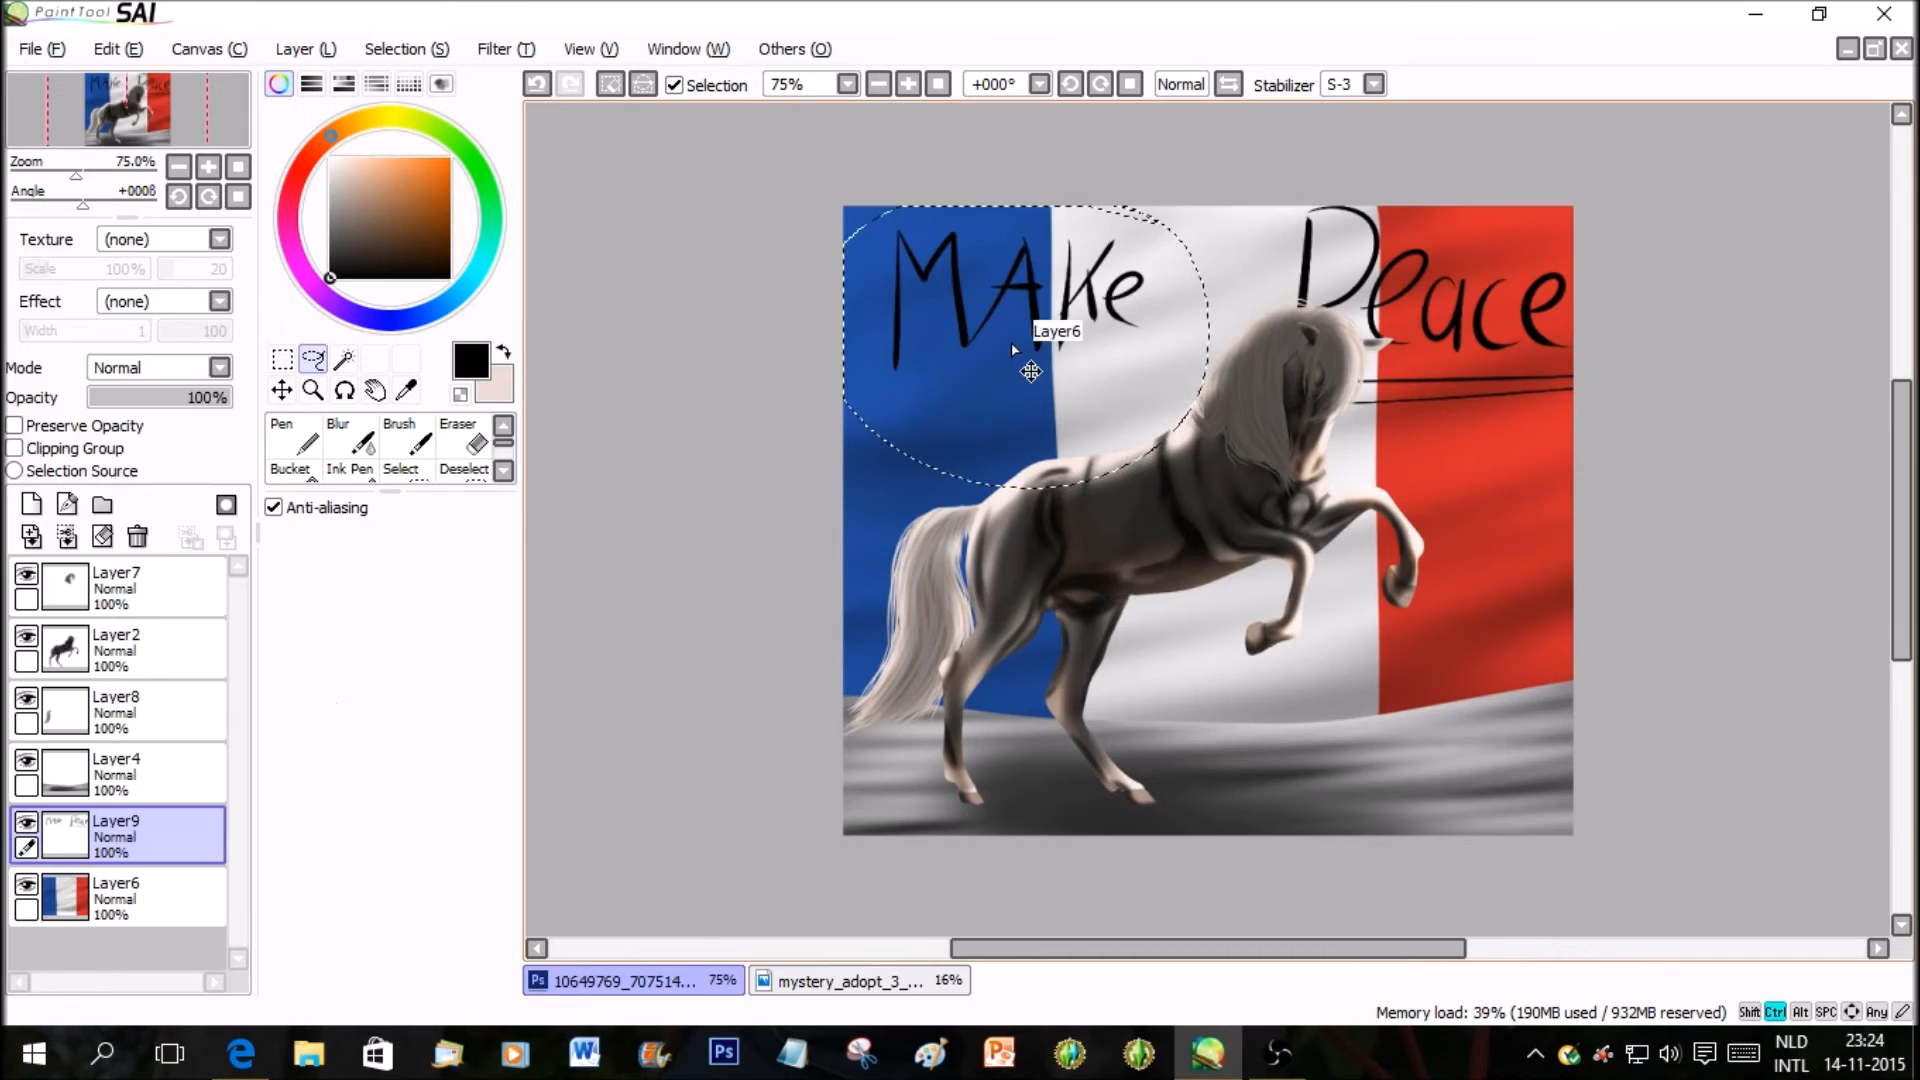 PaintTool SAI
File (F) Edit (E) Canvas (C) Layer (L) Selection (S) Filter (T) View (V) Window (W) Others (O)
Selection 75% +000° Normal Stabilizer S-3
Zoom 75.0%
Angle +000ß
Texture (none)
Scale 100% 20
Effect (none)
Width 1 100
Mode Normal
Opacity 100%
Preserve Opacity
Clipping Group
Selection Source
Pen Blur Brush Eraser
Bucket Ink Pen Select Deselect
Anti-aliasing
Layer7
Normal
100%
Layer2
Normal
100%
Layer8
Normal
100%
Layer4
Normal
100%
Layer9
Normal
100%
Layer6
Normal
100%
MAKe Peace
Layer6
10649769_707514... 75% mystery_adopt_3_... 16%
Memory load: 39% (190MB used / 932MB reserved) Shift Ctrl Alt SPC Any
NLD 23:24
INTL 14-11-2015